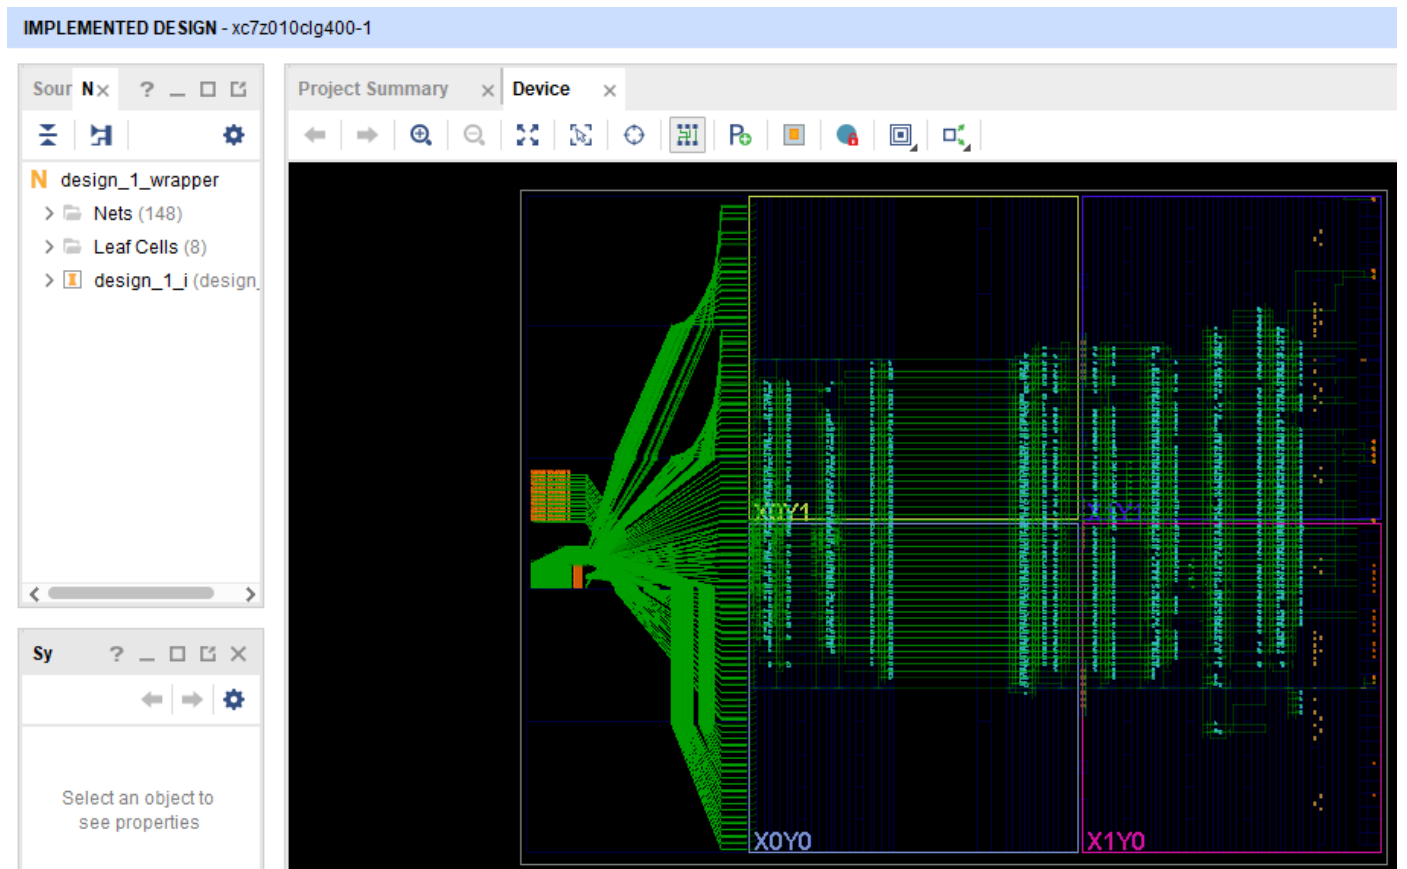 IMPLEMENTED DESIGN - xc7z010clg400-1
Sour N
Project Summary
Device
design_1_wrapper
Nets (148)
Leaf Cells (8)
design_1_i (design_
X0Y1
X1Y1
Sy
Select an object to
see properties
X0Y0
X1Y0